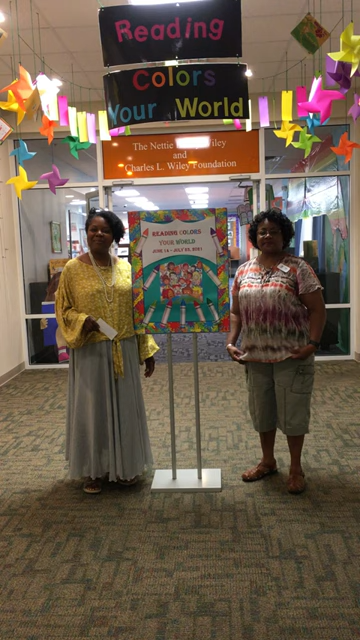 Reading
Colors
Your World
The Nettie Wiley
and
Charles L. Wiley Foundation
READING COLORS
YOUR WORLD